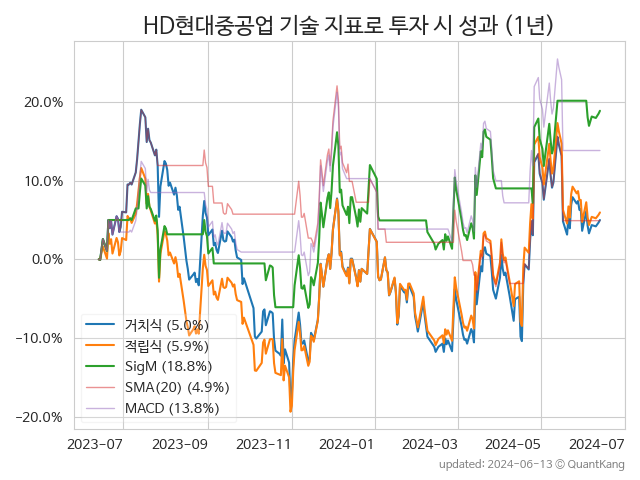 HD현대중공업 기술 지표로 투자 시 성과 (1년)
20.0%
10.0%
0.0%
−10.0%
−20.0%
거치식 (5.0%)
적립식 (5.9%)
SigM (18.8%)
SMA(20) (4.9%)
MACD (13.8%)
2023-07 2023-09 2023-11 2024-01 2024-03 2024-05 2024-07
updated: 2024-06-13 ⓒ QuantKang